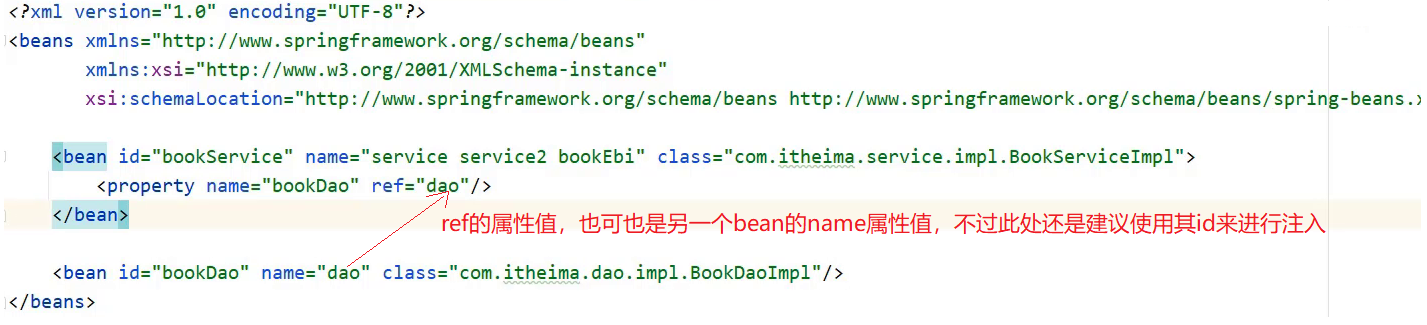 <?xml version="1.0" encoding="UTF-8"?>
<beans xmlns="http://www.springframework.org/schema/beans"
xmlns:xsi="http://www.w3.org/2001/XMLSchema-instance"
xsi:schemaLocation="http://www.springframework.org/schema/beans http://www.springframework.org/schema/beans/spring-beans.x
<bean id="bookService" name="service service2 bookEbi" class="com.itheima.service.impl.BookServiceImpl">
<property name="bookDao" ref="dao"/>
</bean>
ref的属性值，也可也是另一个bean的name属性值，不过此处还是建议使用其id来进行注入
<bean id="bookDao" name="dao" class="com.itheima.dao.impl.BookDaoImpl"/>
</beans>